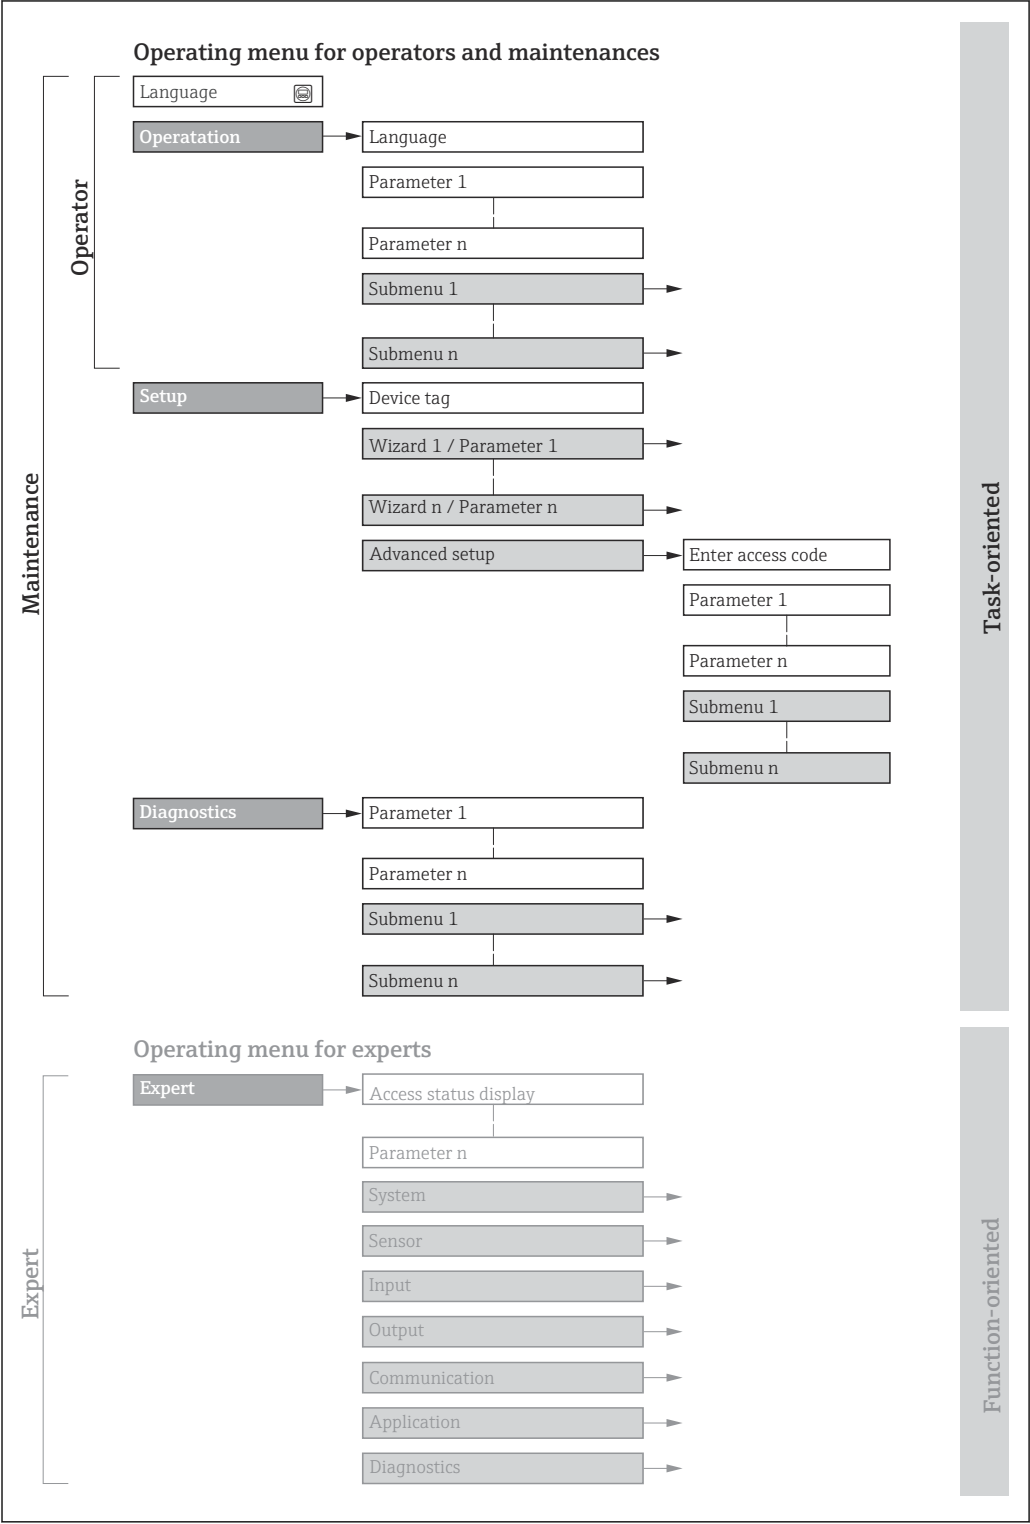 Operating menu for operators and maintenances
Language
Operatation
Language
Parameter 1
Parameter n
Submenu 1
Submenu n
Operator
Setup
Device tag
Wizard 1 / Parameter 1
Wizard n / Parameter n
Advanced setup
Enter access code
Parameter 1
Parameter n
Submenu 1
Submenu n
Maintenance
Task-oriented
Diagnostics
Parameter 1
Parameter n
Submenu 1
Submenu n
Operating menu for experts
Expert
Access status display
Parameter n
System
Sensor
Input
Output
Communication
Application
Diagnostics
Expert
Function-oriented